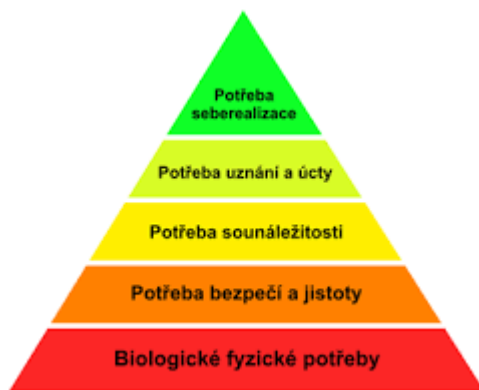 Potřeba
seberealizace
Potřeba uznání a úcty
Potřeba sounáležitosti
Potřeba bezpečí a jistoty
Biologické fyzické potřeby